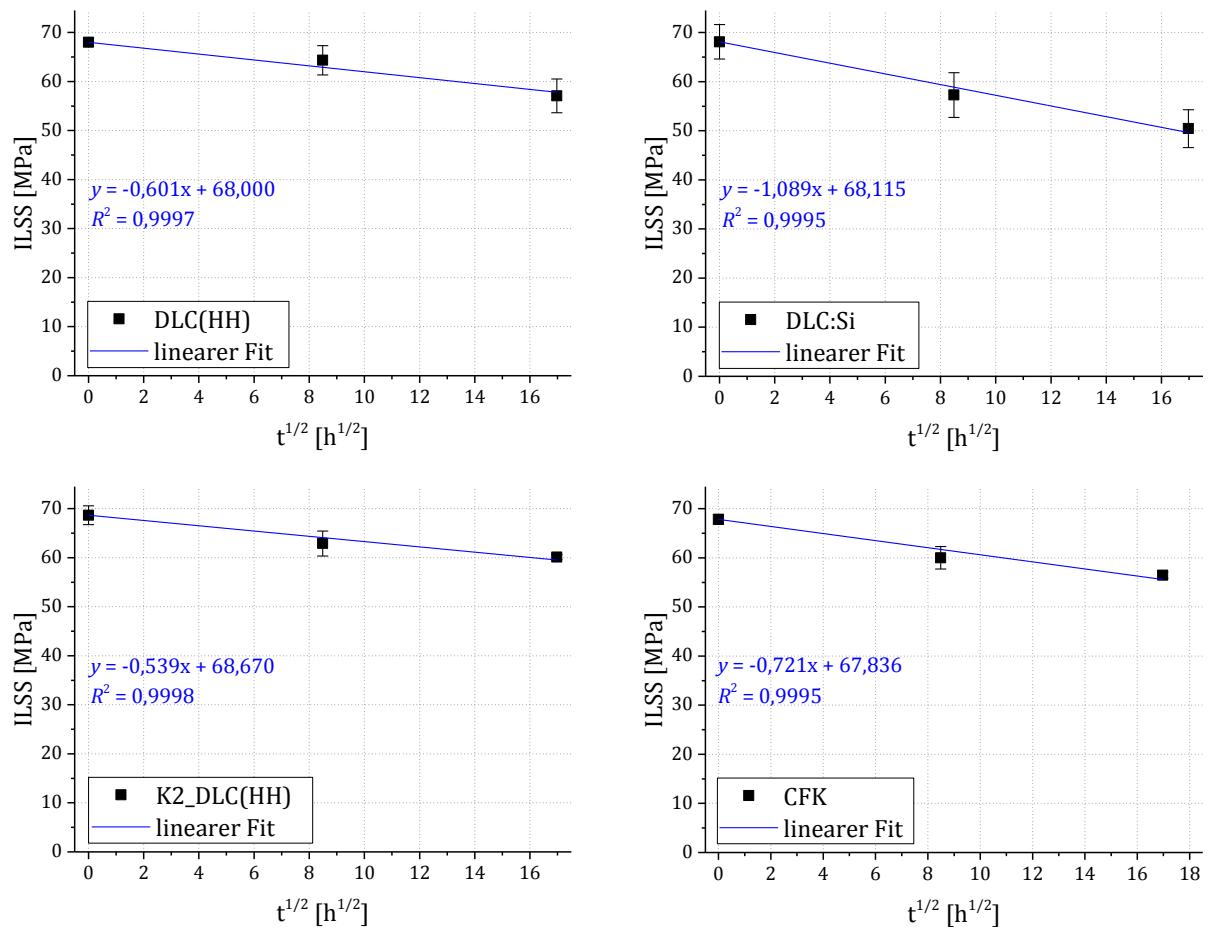 70
60
50
40
30
20
10
0
ILSS [MPa]
y = -0,601x + 68,000
R² = 0,9997
DLC(HH)
linearer Fit
0 2 4 6 8 10 12 14 16
t^{1/2} [h^{1/2}]
70
60
50
40
30
20
10
0
ILSS [MPa]
y = -1,089x + 68,115
R² = 0,9995
DLC:Si
linearer Fit
0 2 4 6 8 10 12 14 16
t^{1/2} [h^{1/2}]
70
60
50
40
30
20
10
0
ILSS [MPa]
y = -0,539x + 68,670
R² = 0,9998
K2_DLC(HH)
linearer Fit
0 2 4 6 8 10 12 14 16
t^{1/2} [h^{1/2}]
70
60
50
40
30
20
10
0
ILSS [MPa]
y = -0,721x + 67,836
R² = 0,9995
CFK
linearer Fit
0 2 4 6 8 10 12 14 16 18
t^{1/2} [h^{1/2}]